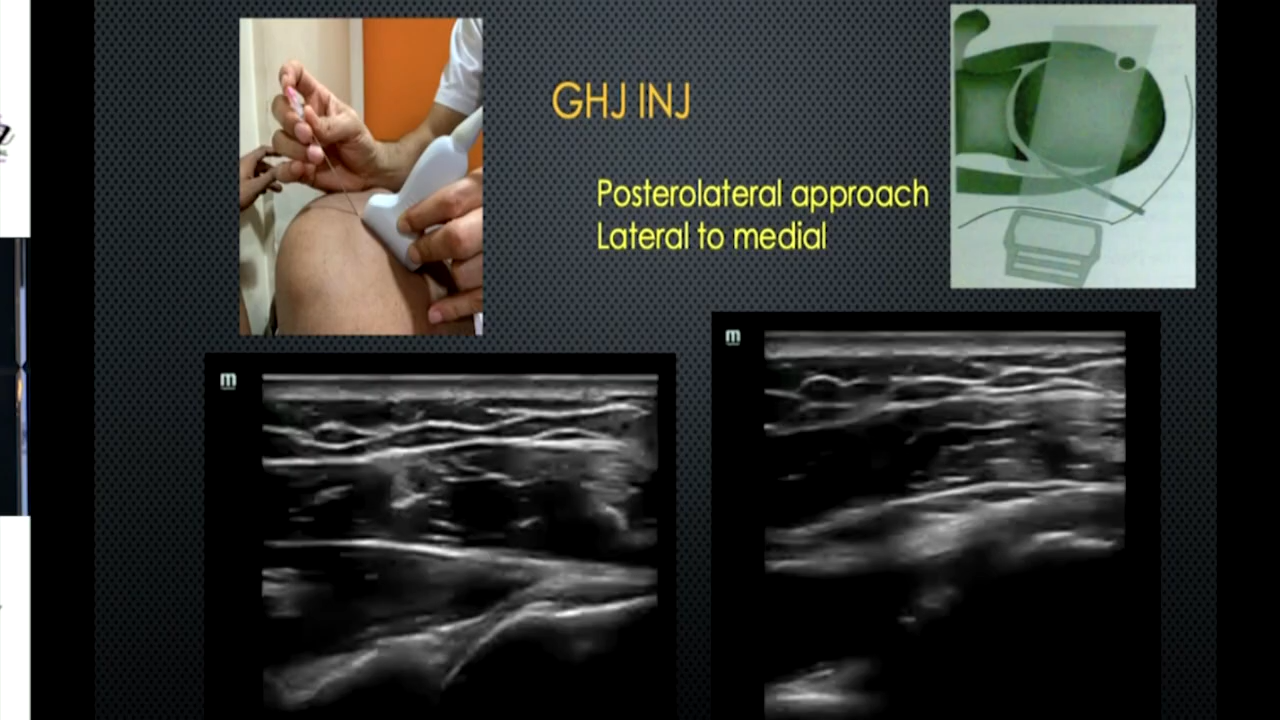 GHJ INJ
Posterolateral approach
Lateral to medial
m
m